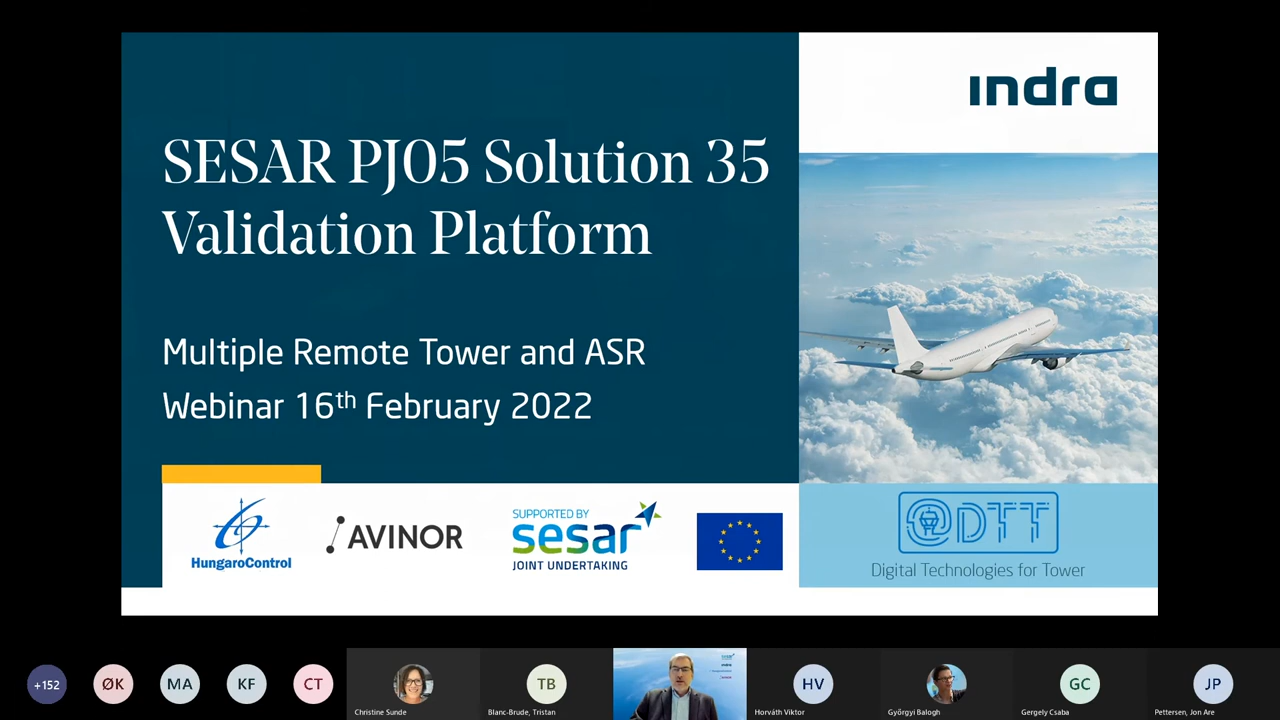 indra
SESAR PJ05 Solution 35
Validation Platform
Multiple Remote Tower and ASR
Webinar 16th February 2022
HungaroControl
AVINOR
SUPPORTED BY
sesar
JOINT UNDERTAKING
@DTT
Digital Technologies for Tower
+152
ØK
MA
KF
CT
Christine Sunde
TB
Blanc-Brude, Tristan
HV
Horváth Viktor
Györgyi Balogh
GC
Gergely Csaba
JP
Pettersen, Jon Are